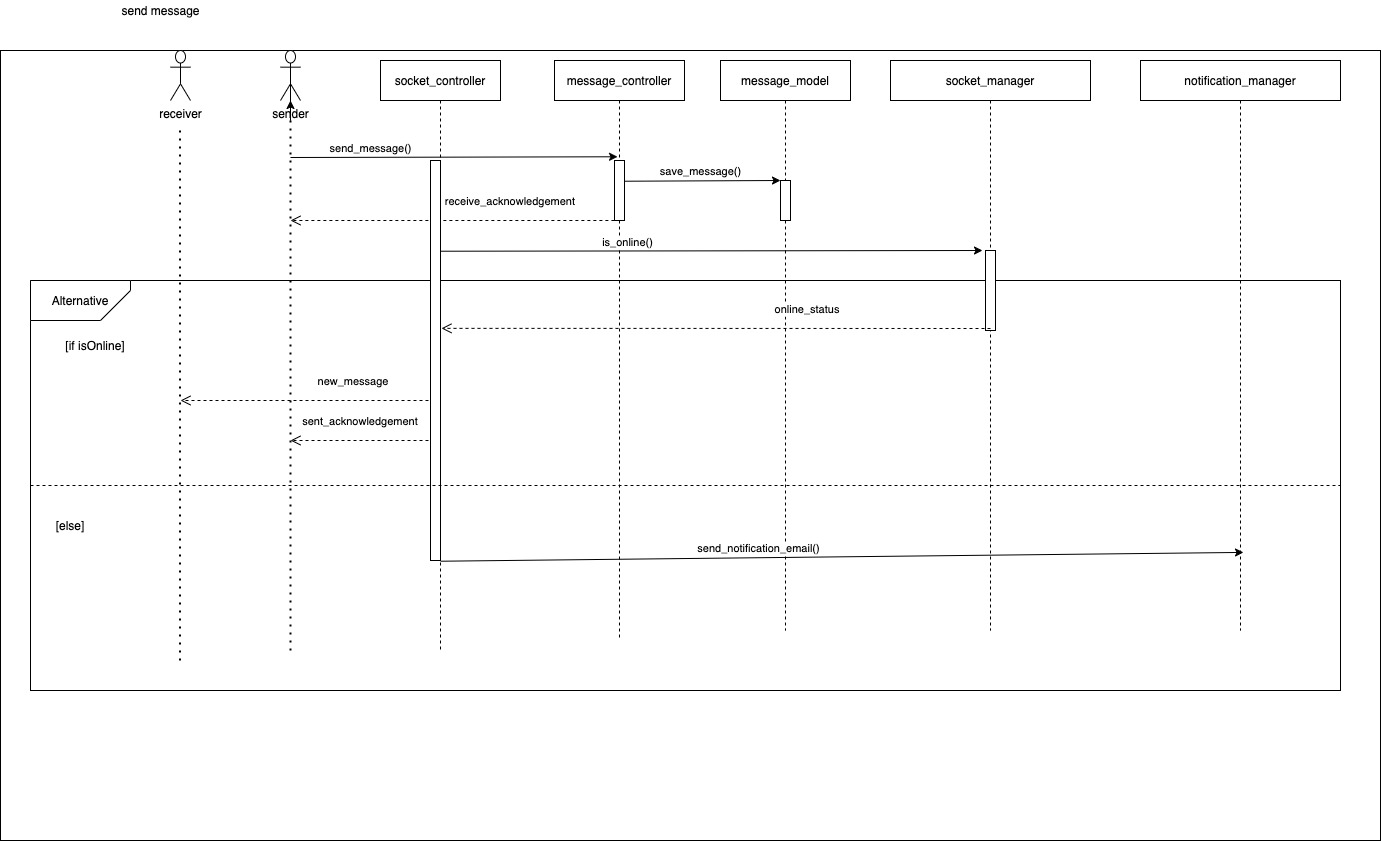 send message
receiver
sender
socket_controller
message_controller
message_model
socket_manager
notification_manager
send_message()
save_message()
receive_acknowledgement
is_online()
Alternative
online_status
[if isOnline]
new_message
sent_acknowledgement
[else]
send_notification_email()